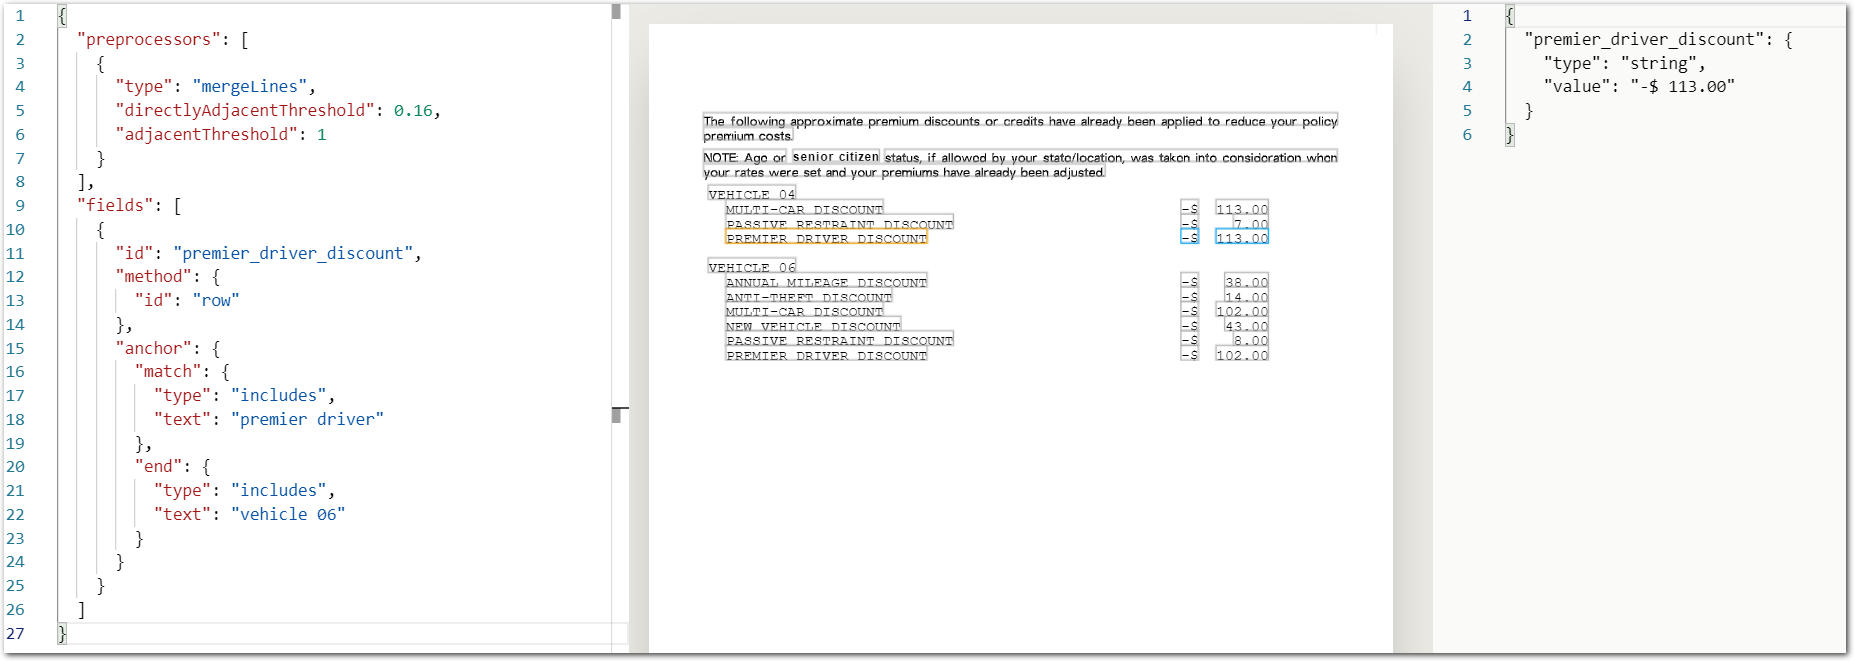 1 {
2 "preprocessors": [
3 {
4 "type": "mergeLines",
5 "directlyAdjacentThreshold": 0.16,
6 "adjacentThreshold": 1
7 }
8 ],
9 "fields": [
10 {
11 "id": "premier_driver_discount",
12 "method": {
13 "id": "row"
14 },
15 "anchor": {
16 "match": {
17 "type": "includes",
18 "text": "premier driver"
19 },
20 "end": {
21 "type": "includes",
22 "text": "vehicle 06"
23 }
24 }
25 }
26 ]
27 }
The following approximate premium discounts or credits have already been applied to reduce your policy
premium costs.
NOTE: Age or senior citizen status, if allowed by your state/location, was taken into consideration when
your rates were set and your premiums have already been adjusted.
VEHICLE 04
MULTI-CAR DISCOUNT -$ 113.00
PASSIVE RESTRAINT DISCOUNT -$ 7.00
PREMIER DRIVER DISCOUNT -$ 113.00
VEHICLE 06
ANNUAL MILEAGE DISCOUNT -$ 38.00
ANTI-THEFT DISCOUNT -$ 14.00
MULTI-CAR DISCOUNT -$ 102.00
NEW VEHICLE DISCOUNT -$ 43.00
PASSIVE RESTRAINT DISCOUNT -$ 8.00
PREMIER DRIVER DISCOUNT -$ 102.00
1 {
2 "premier_driver_discount": {
3 "type": "string",
4 "value": "-$ 113.00"
5 }
6 }